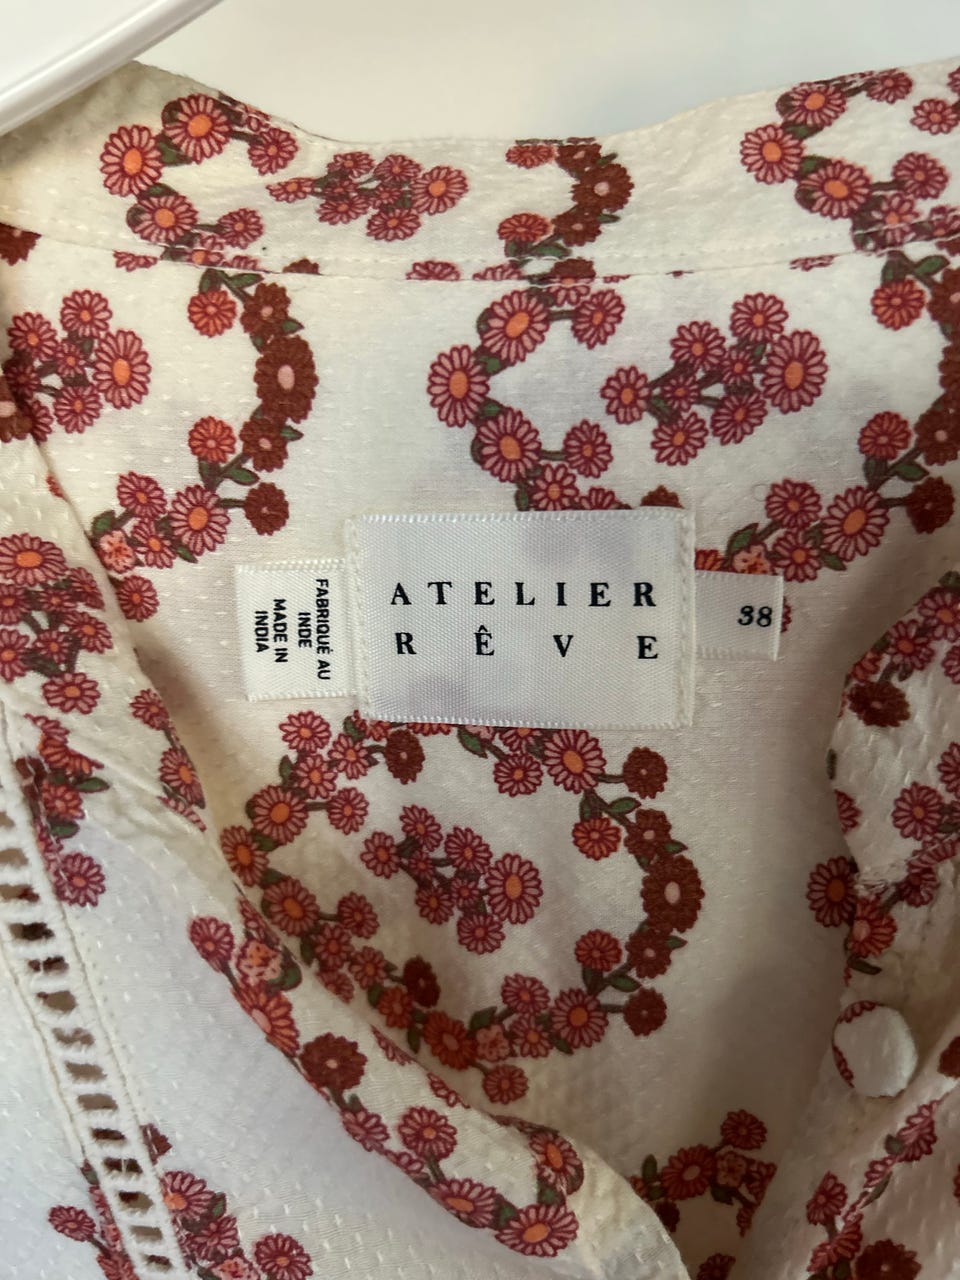 ATELIER
RÊVE
38
FABRIQUÉ AU
INDE
MADE IN
INDIA